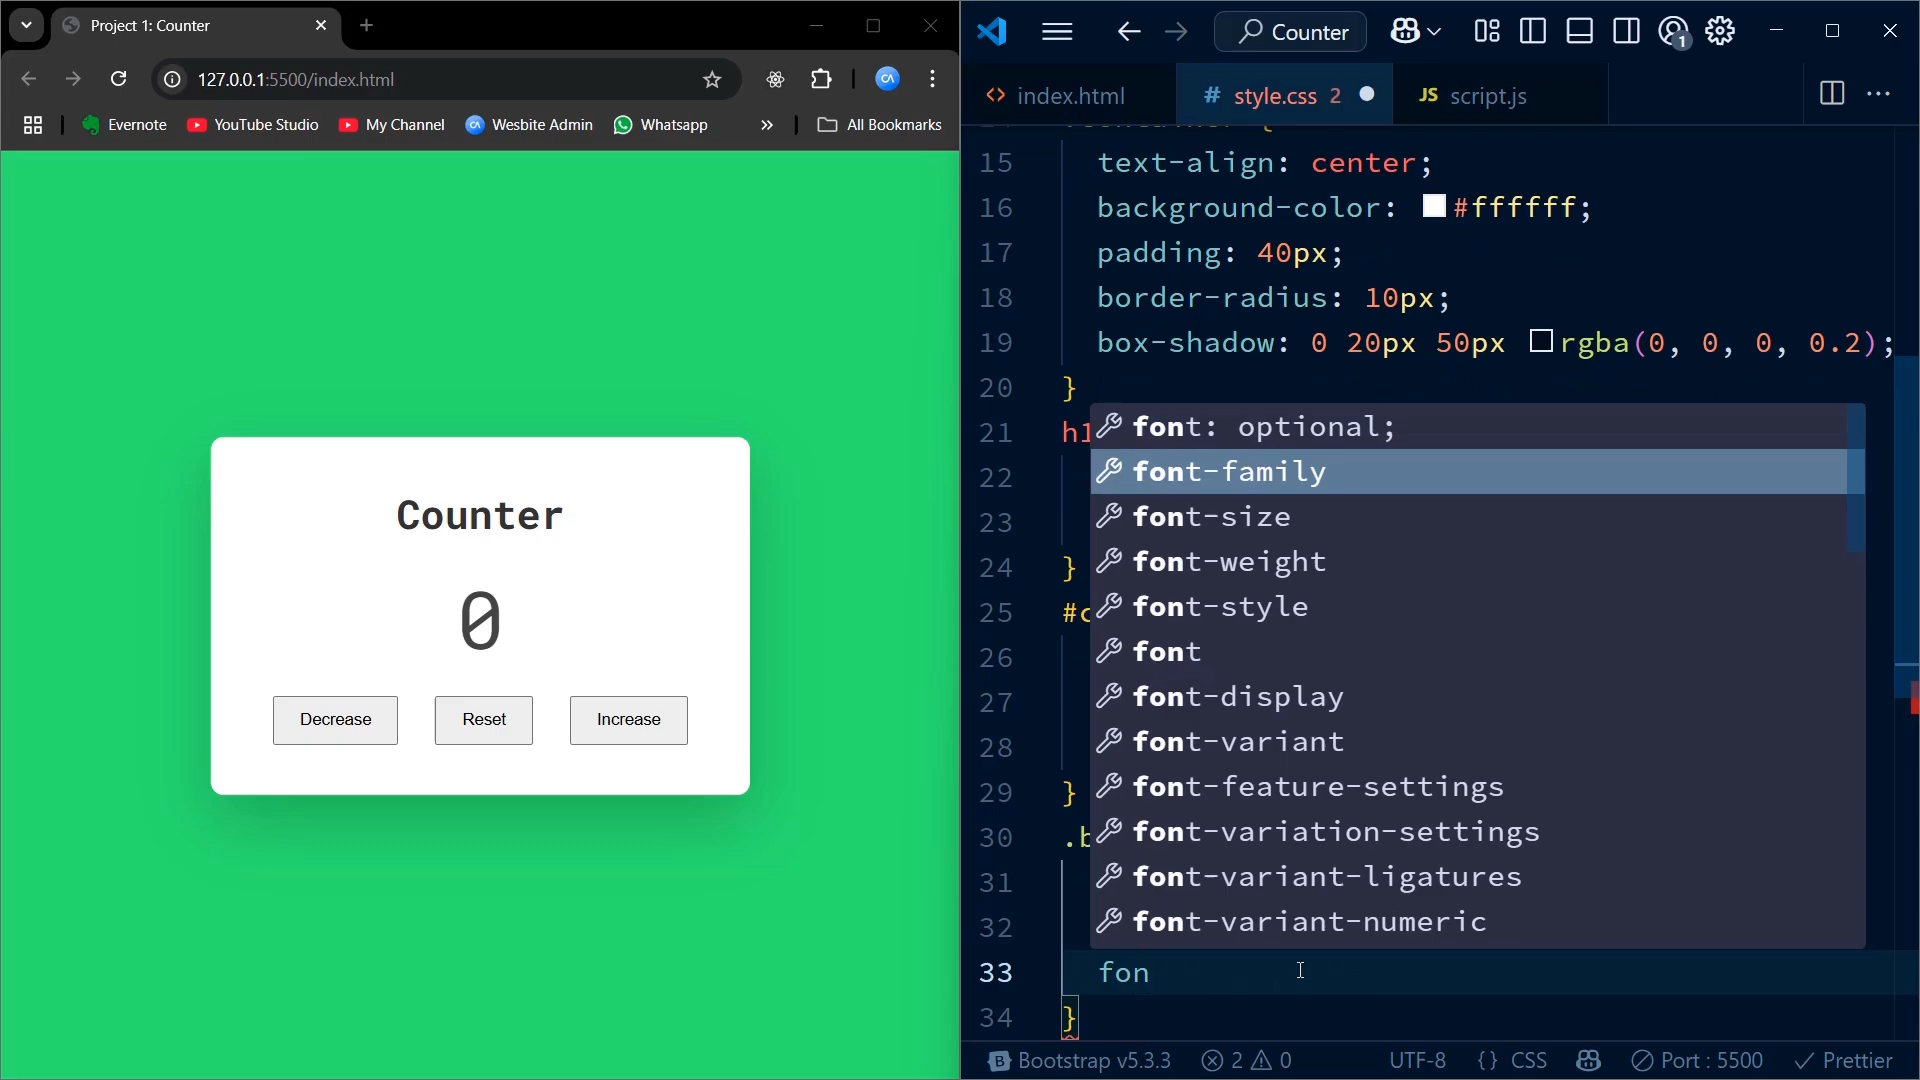 Project 1: Counter
127.0.0.1:5500/index.html
Evernote
YouTube Studio
My Channel
Wesbite Admin
Whatsapp
All Bookmarks
Counter
0
Decrease
Reset
Increase
Counter
1
index.html
# style.css 2
JS script.js
15 text-align: center;
16 background-color: #ffffff;
17 padding: 40px;
18 border-radius: 10px;
19 box-shadow: 0 20px 50px rgba(0, 0, 0, 0.2);
20 }
21 h1
22
23
24 }
25 #c
26
27
28
29 }
30 .b
31
32
33 fon
34 }
font: optional;
font-family
font-size
font-weight
font-style
font
font-display
font-variant
font-feature-settings
font-variation-settings
font-variant-ligatures
font-variant-numeric
Bootstrap v5.3.3
2
0
UTF-8
{ } CSS
Port : 5500
Prettier